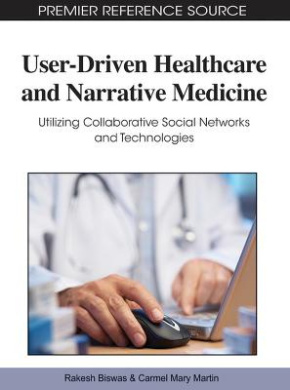 PREMIER REFERENCE SOURCE
User-Driven Healthcare
and Narrative Medicine
Utilizing Collaborative Social Networks
and Technologies
Rakesh Biswas & Carmel Mary Martin